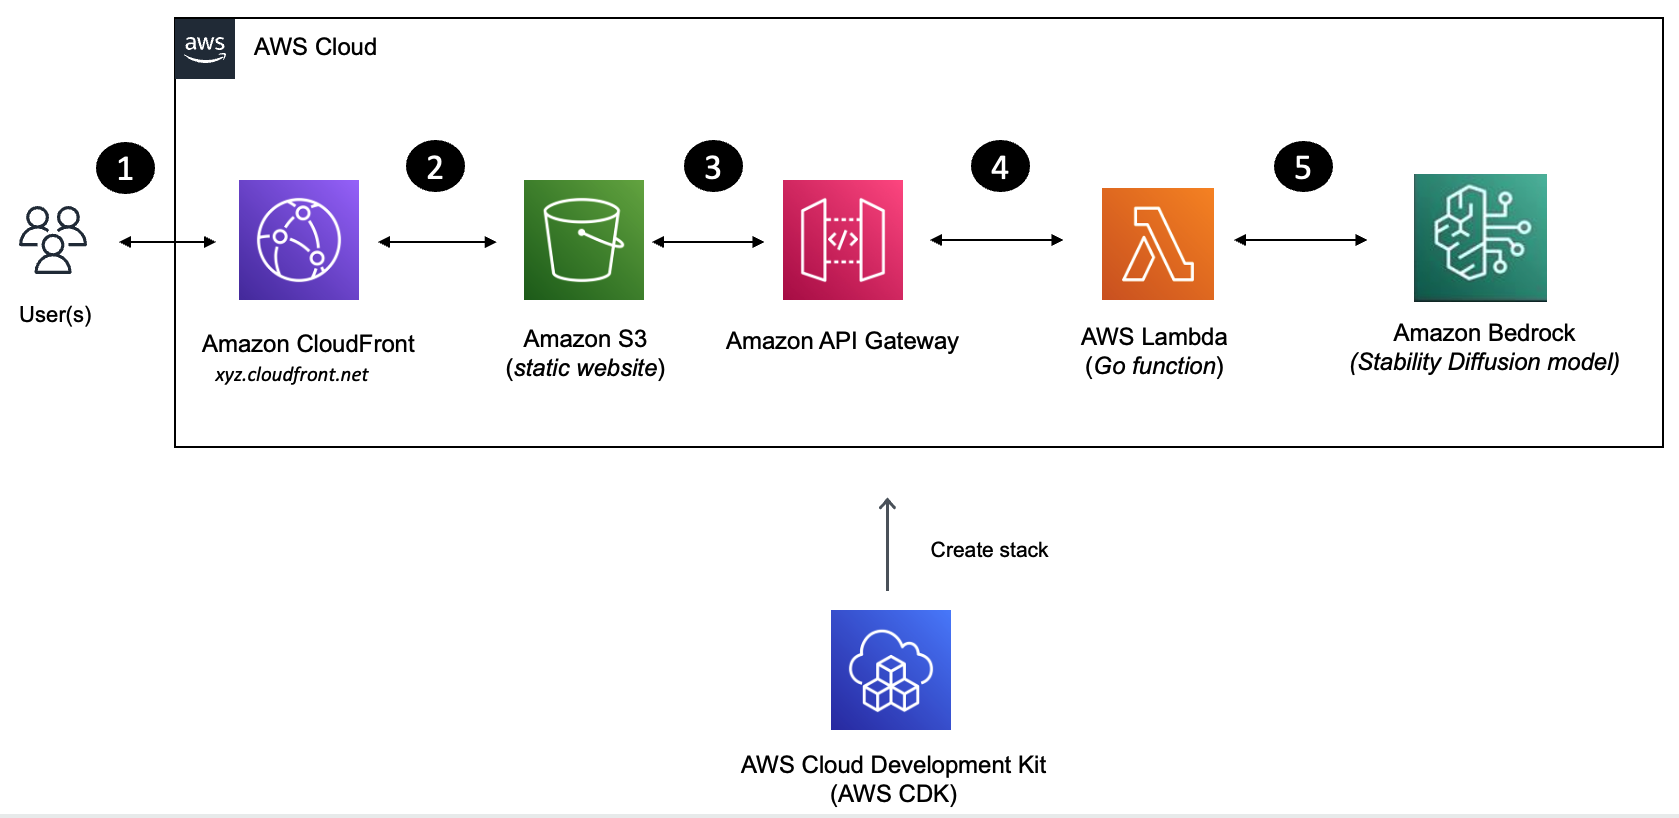 aws
AWS Cloud
1
2
3
4
5
User(s)
Amazon CloudFront
xyz.cloudfront.net
Amazon S3
(static website)
Amazon API Gateway
</>
AWS Lambda
(Go function)
Amazon Bedrock
(Stability Diffusion model)
Create stack
AWS Cloud Development Kit
(AWS CDK)